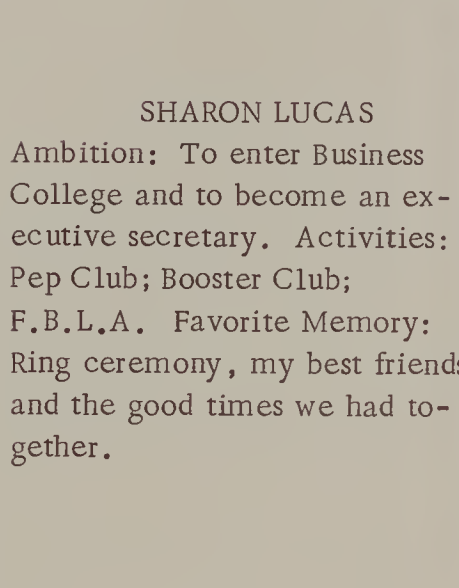 SHARON LUCAS
Ambition: To enter Business
College and to become an ex-
ecutive secretary. Activities:
Pep Club; Booster Club;
F.B.L.A. Favorite Memory:
Ring ceremony, my best friends
and the good times we had to-
gether.